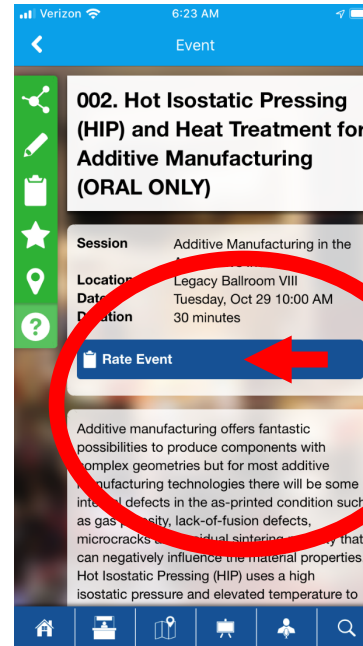 Verizon 6:23 AM
Event
002. Hot Isostatic Pressing
(HIP) and Heat Treatment for
Additive Manufacturing
(ORAL ONLY)
Session Additive Manufacturing in the
Location Legacy Ballroom VIII
Date Tuesday, Oct 29 10:00 AM
Duration 30 minutes
Rate Event
Additive manufacturing offers fantastic
possibilities to produce components with
complex geometries but for most additive
manufacturing technologies there will be some
internal defects in the as-printed condition such
as gas porosity, lack-of-fusion defects,
microcracks residual sintering that
can negatively influence the material properties
Hot Isostatic Pressing (HIP) uses a high
isostatic pressure and elevated temperature to